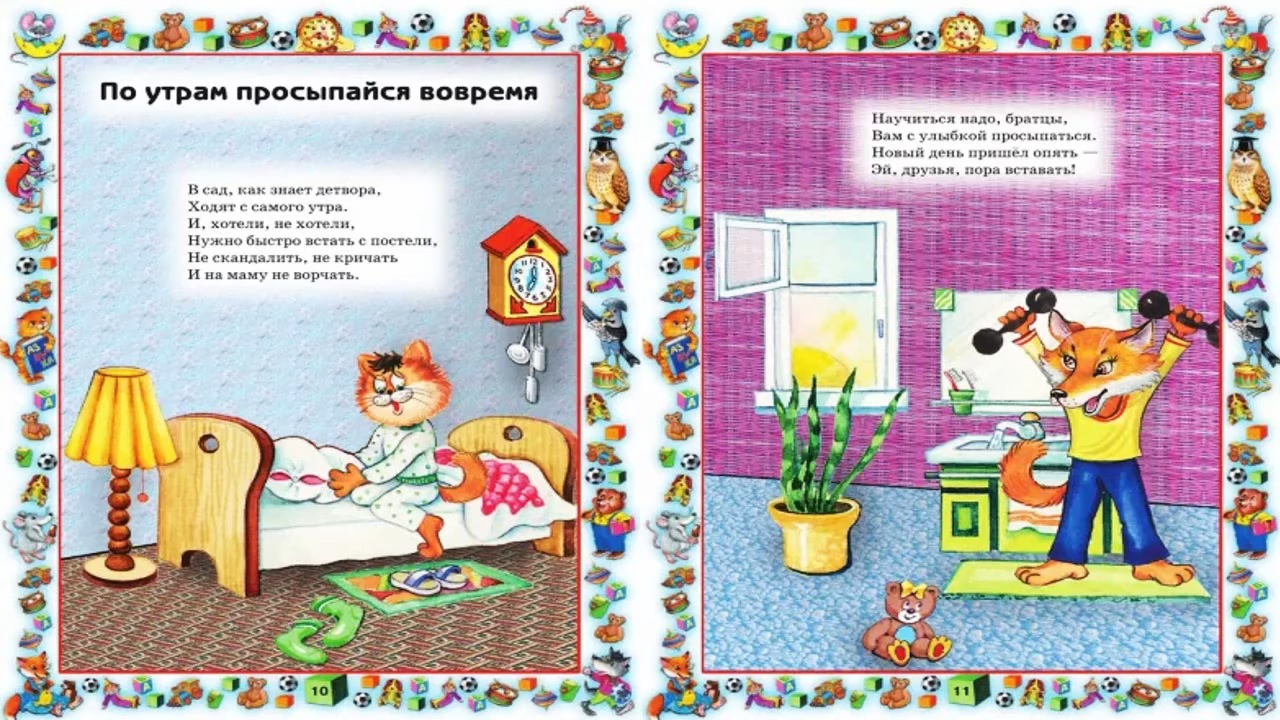 По утрам просыпайся вовремя
В сад, как знает детвора,
Ходят с самого утра.
И, хотели, не хотели,
Нужно быстро встать с постели,
Не скандалить, не кричать
И на маму не ворчать.
10
Научиться надо, братцы,
Вам с улыбкой просыпаться.
Новый день пришёл опять —
Эй, друзья, пора вставать!
11